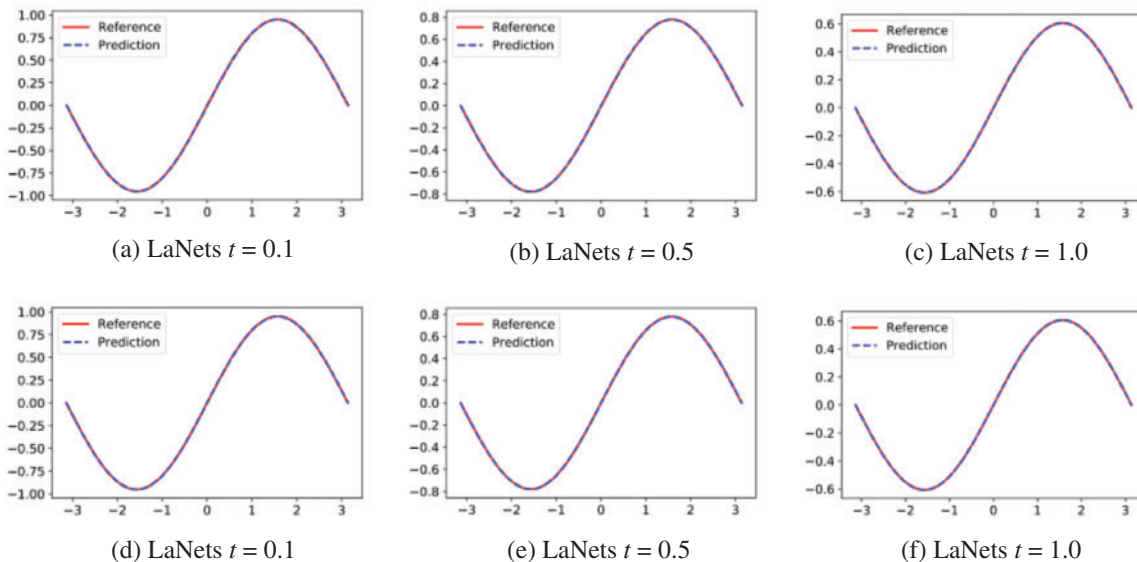 1.00
0.75
0.50
0.25
0.00
−0.25
−0.50
−0.75
−1.00
Reference
Prediction
−3 −2 −1 0 1 2 3
(a) LaNets t = 0.1
0.8
0.6
0.4
0.2
0.0
−0.2
−0.4
−0.6
−0.8
Reference
Prediction
−3 −2 −1 0 1 2 3
(b) LaNets t = 0.5
0.6
0.4
0.2
0.0
−0.2
−0.4
−0.6
Reference
Prediction
−3 −2 −1 0 1 2 3
(c) LaNets t = 1.0
1.00
0.75
0.50
0.25
0.00
−0.25
−0.50
−0.75
−1.00
Reference
Prediction
−3 −2 −1 0 1 2 3
(d) LaNets t = 0.1
0.8
0.6
0.4
0.2
0.0
−0.2
−0.4
−0.6
−0.8
Reference
Prediction
−3 −2 −1 0 1 2 3
(e) LaNets t = 0.5
0.6
0.4
0.2
0.0
−0.2
−0.4
−0.6
Reference
Prediction
−3 −2 −1 0 1 2 3
(f) LaNets t = 1.0